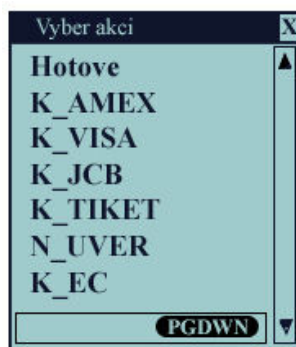 Vyber akci X
Hotove
K_AMEX
K_VISA
K_JCB
K_TIKET
N_UVER
K_EC
PGDWN